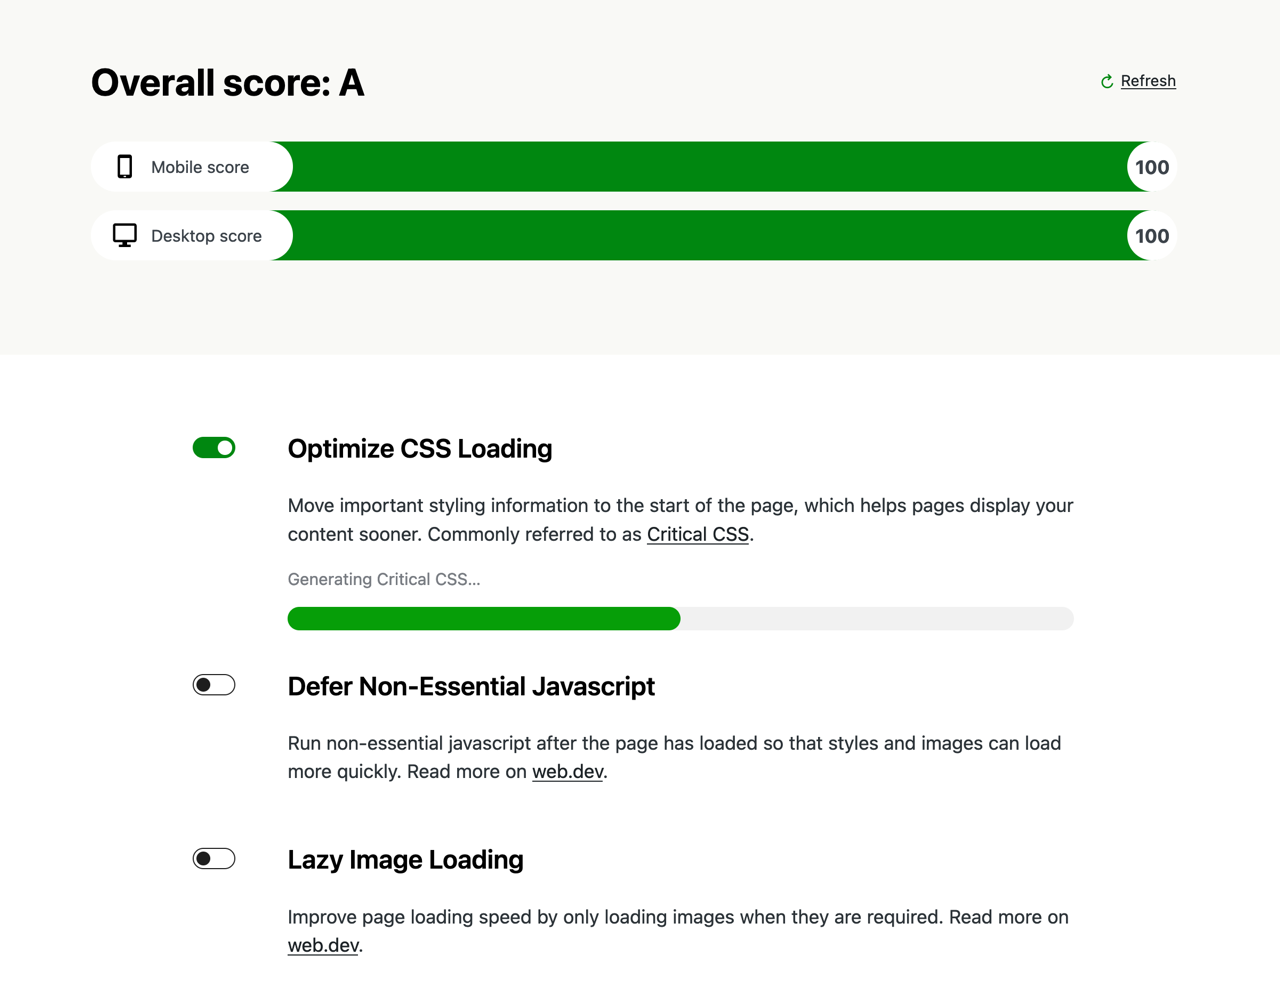 Overall score: A
Refresh
Mobile score
100
Desktop score
100
Optimize CSS Loading
Move important styling information to the start of the page, which helps pages display your
content sooner. Commonly referred to as Critical CSS.
Generating Critical CSS...
Defer Non-Essential Javascript
Run non-essential javascript after the page has loaded so that styles and images can load
more quickly. Read more on web.dev.
Lazy Image Loading
Improve page loading speed by only loading images when they are required. Read more on
web.dev.